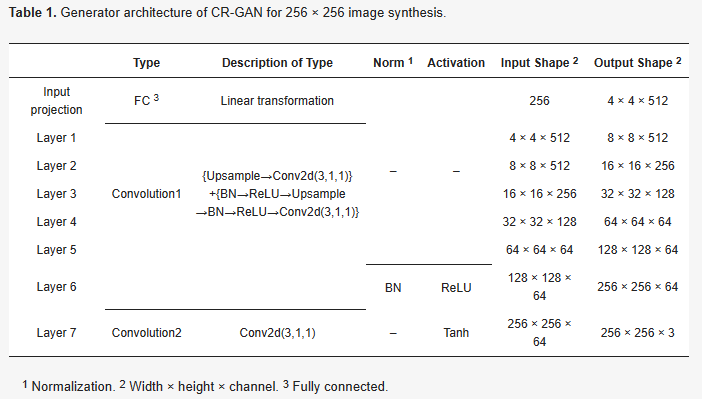 Table 1. Generator architecture of CR-GAN for 256 × 256 image synthesis.
Type Description of Type Norm 1 Activation Input Shape 2 Output Shape 2
Input projection FC 3 Linear transformation – – 256 4 × 4 × 512
Layer 1 Convolution1 {Upsample→Conv2d(3,1,1)}
+{BN→ReLU→Upsample
→BN→ReLU→Conv2d(3,1,1)} 4 × 4 × 512 8 × 8 × 512
Layer 2 8 × 8 × 512 16 × 16 × 256
Layer 3 16 × 16 × 256 32 × 32 × 128
Layer 4 32 × 32 × 128 64 × 64 × 64
Layer 5 64 × 64 × 64 128 × 128 × 64
Layer 6 BN ReLU 128 × 128 × 64 256 × 256 × 64
Layer 7 Convolution2 Conv2d(3,1,1) – Tanh 256 × 256 × 64 256 × 256 × 3
1 Normalization. 2 Width × height × channel. 3 Fully connected.